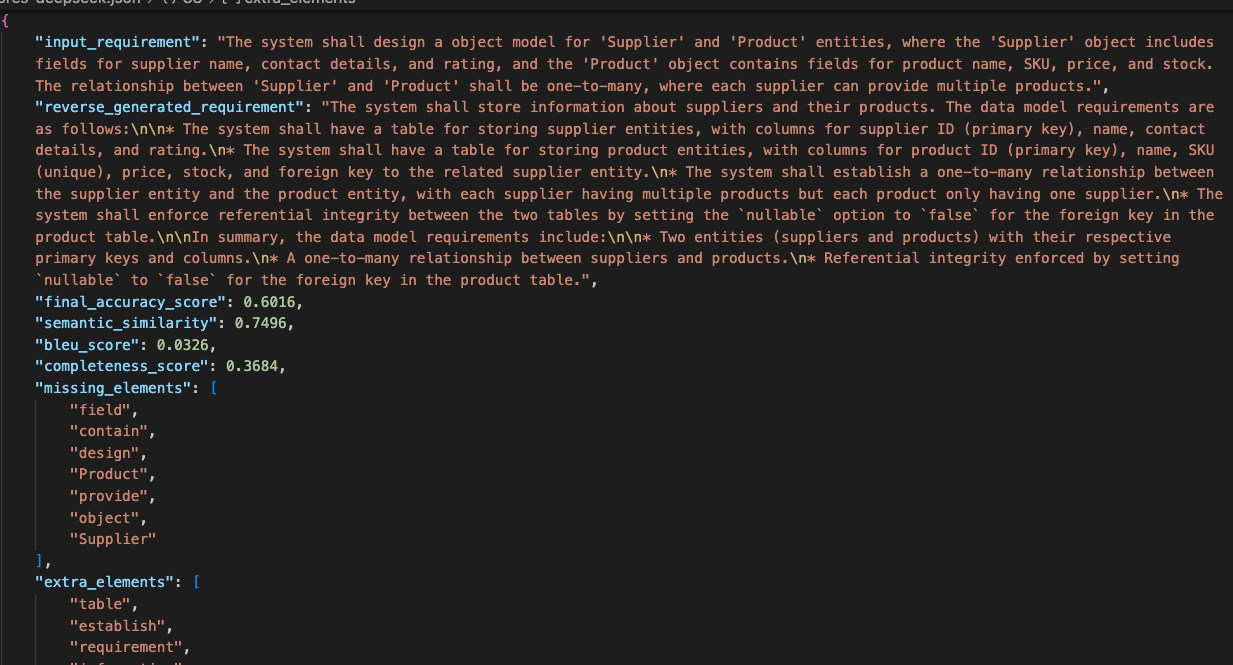 {
"input_requirement": "The system shall design a object model for 'Supplier' and 'Product' entities, where the 'Supplier' object includes
fields for supplier name, contact details, and rating, and the 'Product' object contains fields for product name, SKU, price, and stock.
The relationship between 'Supplier' and 'Product' shall be one-to-many, where each supplier can provide multiple products.",
"reverse_generated_requirement": "The system shall store information about suppliers and their products. The data model requirements are
as follows:\n\n* The system shall have a table for storing supplier entities, with columns for supplier ID (primary key), name, contact
details, and rating.\n* The system shall have a table for storing product entities, with columns for product ID (primary key), name, SKU
(unique), price, stock, and foreign key to the related supplier entity.\n* The system shall establish a one-to-many relationship between
the supplier entity and the product entity, with each supplier having multiple products but each product only having one supplier.\n* The
system shall enforce referential integrity between the two tables by setting the `nullable` option to `false` for the foreign key in the
product table.\n\nIn summary, the data model requirements include:\n\n* Two entities (suppliers and products) with their respective
primary keys and columns.\n* A one-to-many relationship between suppliers and products.\n* Referential integrity enforced by setting
`nullable` to `false` for the foreign key in the product table.",
"final_accuracy_score": 0.6016,
"semantic_similarity": 0.7496,
"bleu_score": 0.0326,
"completeness_score": 0.3684,
"missing_elements": [
"field",
"contain",
"design",
"Product",
"provide",
"object",
"Supplier"
],
"extra_elements": [
"table",
"establish",
"requirement",